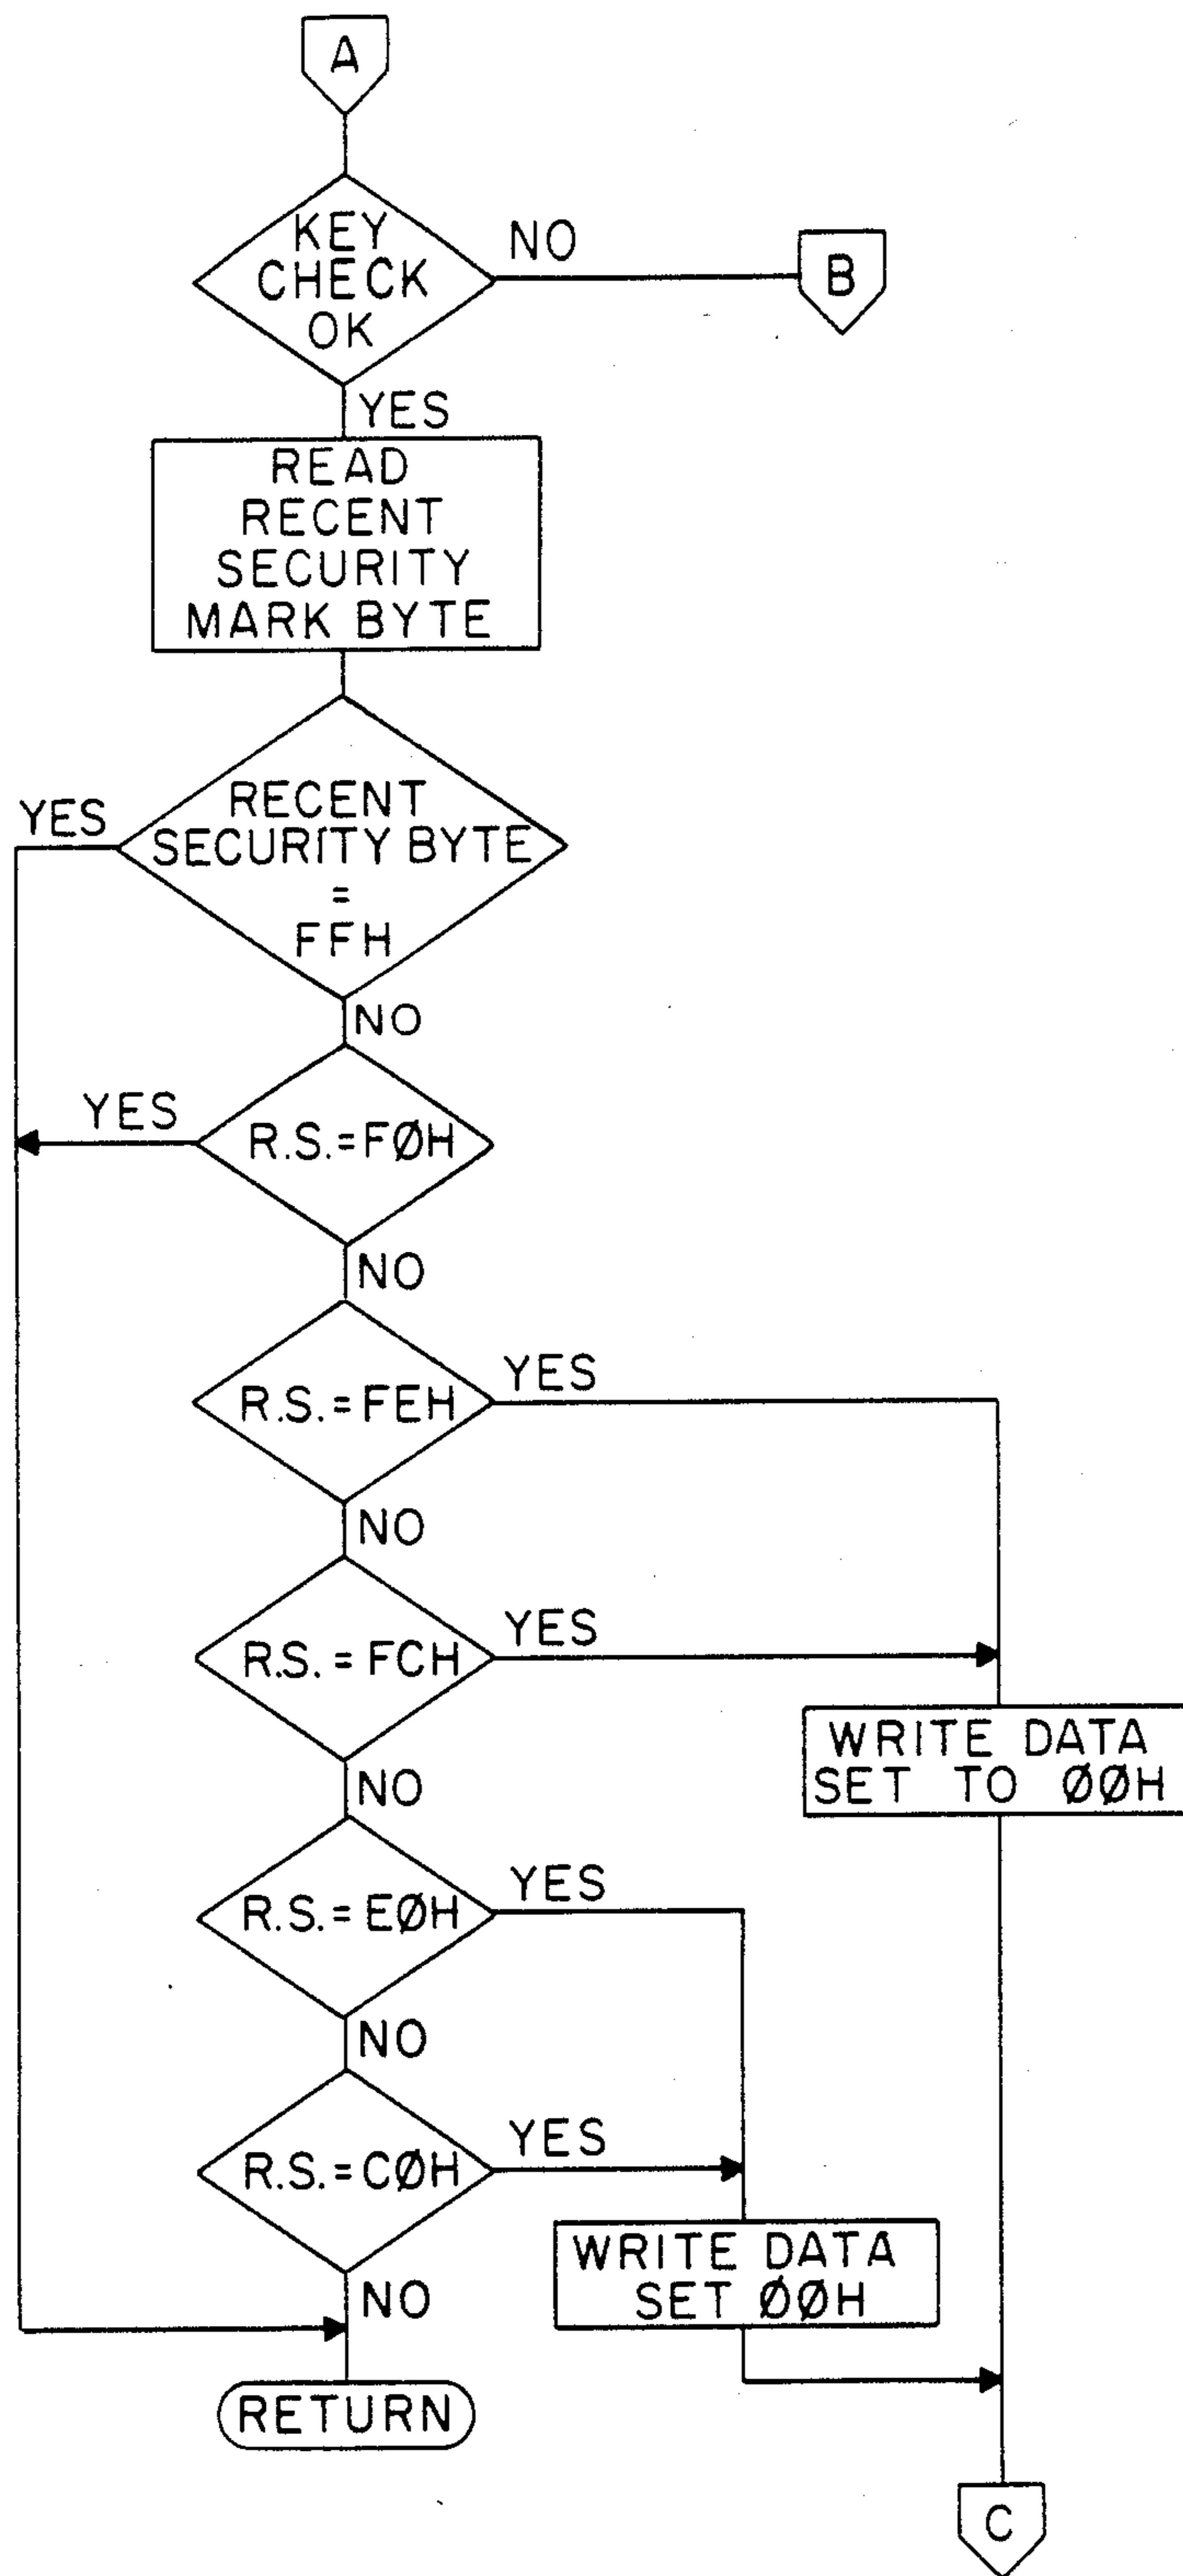 A
KEY
CHECK
OK
NO
B
YES
READ
RECENT
SECURITY
MARK BYTE
YES
RECENT
SECURITY BYTE
=
FFH
NO
YES
R.S.=FØH
NO
R.S.=FEH
YES
NO
R.S.=FCH
YES
WRITE DATA
SET TO ØØH
NO
R.S.=EØH
YES
NO
R.S.=CØH
YES
WRITE DATA
SET ØØH
NO
RETURN
C